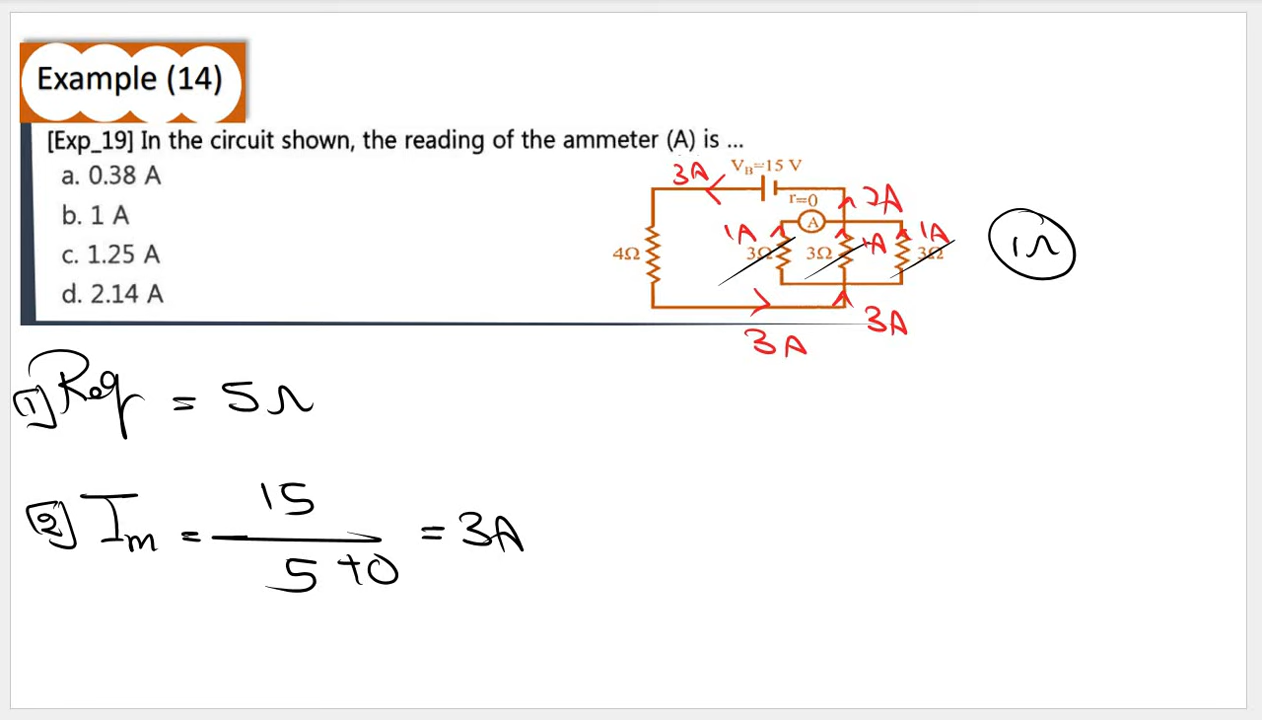 Example (14)
[Exp_19] In the circuit shown, the reading of the ammeter (A) is ...
a. 0.38 A
b. 1 A
c. 1.25 A
d. 2.14 A
3A
V_B=15 V
r=0
3A
A
1A
1A
1A
4Ω
3Ω
3Ω
3Ω
1Ω
3A
3A
1] Req = 5Ω
2] Im = 15 / 5+0 = 3A